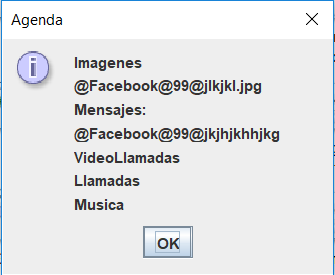 Agenda
Imagenes
@Facebook@99@jlkjkl.jpg
Mensajes:
@Facebook@99@jkjhjkhhjkg
VideoLlamadas
Llamadas
Musica
OK